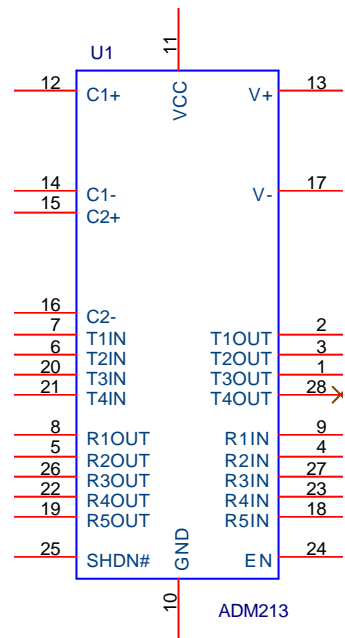 U1
11
VCC
12 C1+ V+ 13
14 C1- V- 17
15 C2+
16 C2-
7 T1IN T1OUT 2
6 T2IN T2OUT 3
20 T3IN T3OUT 1
21 T4IN T4OUT 28
8 R1OUT R1IN 9
5 R2OUT R2IN 4
26 R3OUT R3IN 27
22 R4OUT R4IN 23
19 R5OUT R5IN 18
25 SHDN# EN 24
GND
10
ADM213